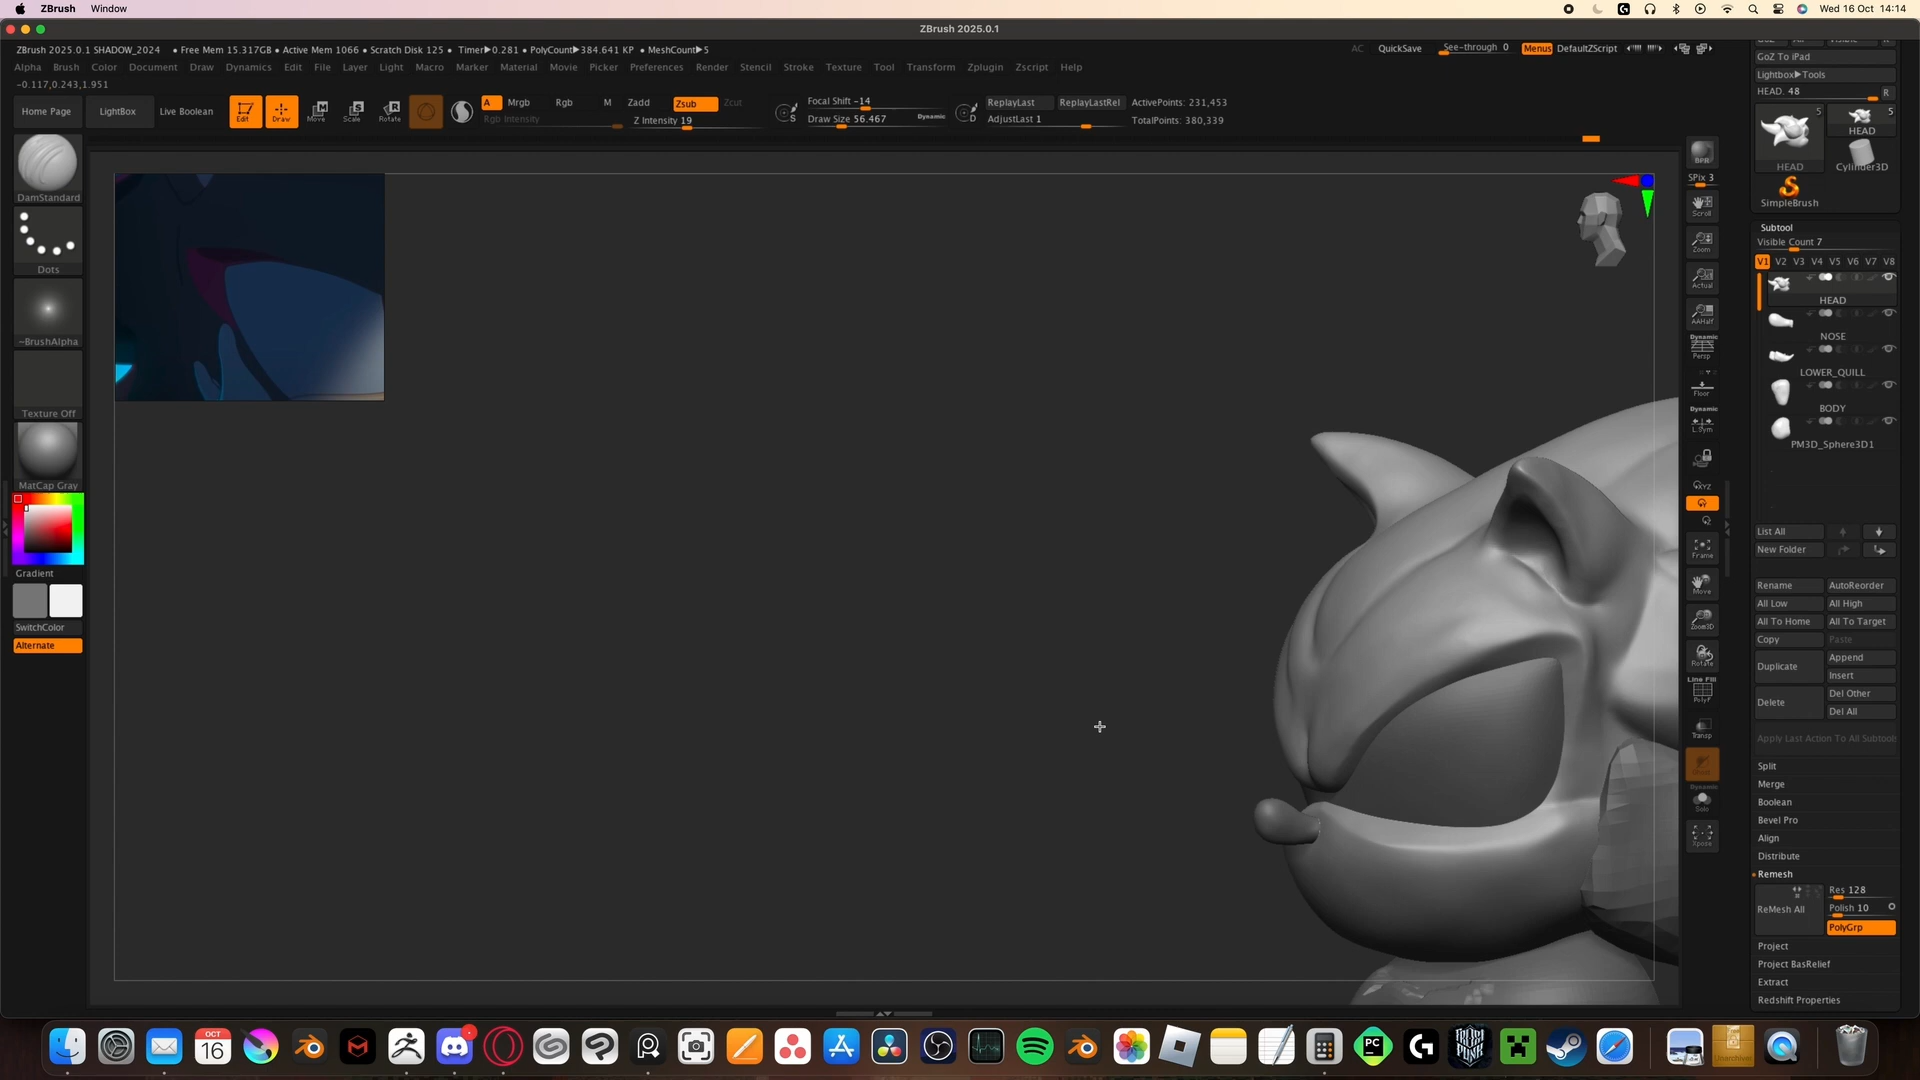 ZBrush Window
Wed 16 Oct 14:14
ZBrush 2025.0.1
ZBrush 2025.0.1 SHADOW_2024 • Free Mem 15.317GB • Active Mem 1066 • Scratch Disk 125 • Timer▶0.281 • PolyCount▶384.641 KP • MeshCount▶5
AC QuickSave See-through 0 Menus DefaultZScript
Alpha Brush Color Document Draw Dynamics Edit File Layer Light Macro Marker Material Movie Picker Preferences Render Stencil Stroke Texture Tool Transform Zplugin Zscript Help
-0.117,0.243,1.951
Home Page LightBox Live Boolean
Edit Draw Move Scale Rotate
A Mrgb Rgb M Zadd Zsub Zcut
Rgb Intensity Z Intensity 19
Focal Shift -14
Draw Size 56.467 Dynamic
ReplayLast ReplayLastRel
AdjustLast 1
ActivePoints: 231,453
TotalPoints: 380,339
DamStandard
Dots
~BrushAlpha
Texture Off
MatCap Gray
Gradient
SwitchColor
Alternate
BPR
SPix 3
Scroll
Zoom
Actual
AAHalf
Dynamic
Persp
Floor
Dynamic
L.Sym
XYZ
Frame
Move
Zoom3D
Rotate
Line Fill
PolyF
Transp
Dynamic
Solo
Xpose
GoZ To iPad
Lightbox▶Tools
HEAD. 48 R
5 5
HEAD
HEAD Cylinder3D
SimpleBrush
Subtool
Visible Count 7
V1 V2 V3 V4 V5 V6 V7 V8
HEAD
NOSE
LOWER_QUILL
BODY
PM3D_Sphere3D1
List All
New Folder
Rename AutoReorder
All Low All High
All To Home All To Target
Copy Paste
Duplicate Append
Insert
Delete Del Other
Del All
Apply Last Action To All Subtools
Split
Merge
Boolean
Bevel Pro
Align
Distribute
Remesh
ReMesh All Res 128
Polish 10
PolyGrp
Project
Project BasRelief
Extract
Redshift Properties
OCT
16
PC